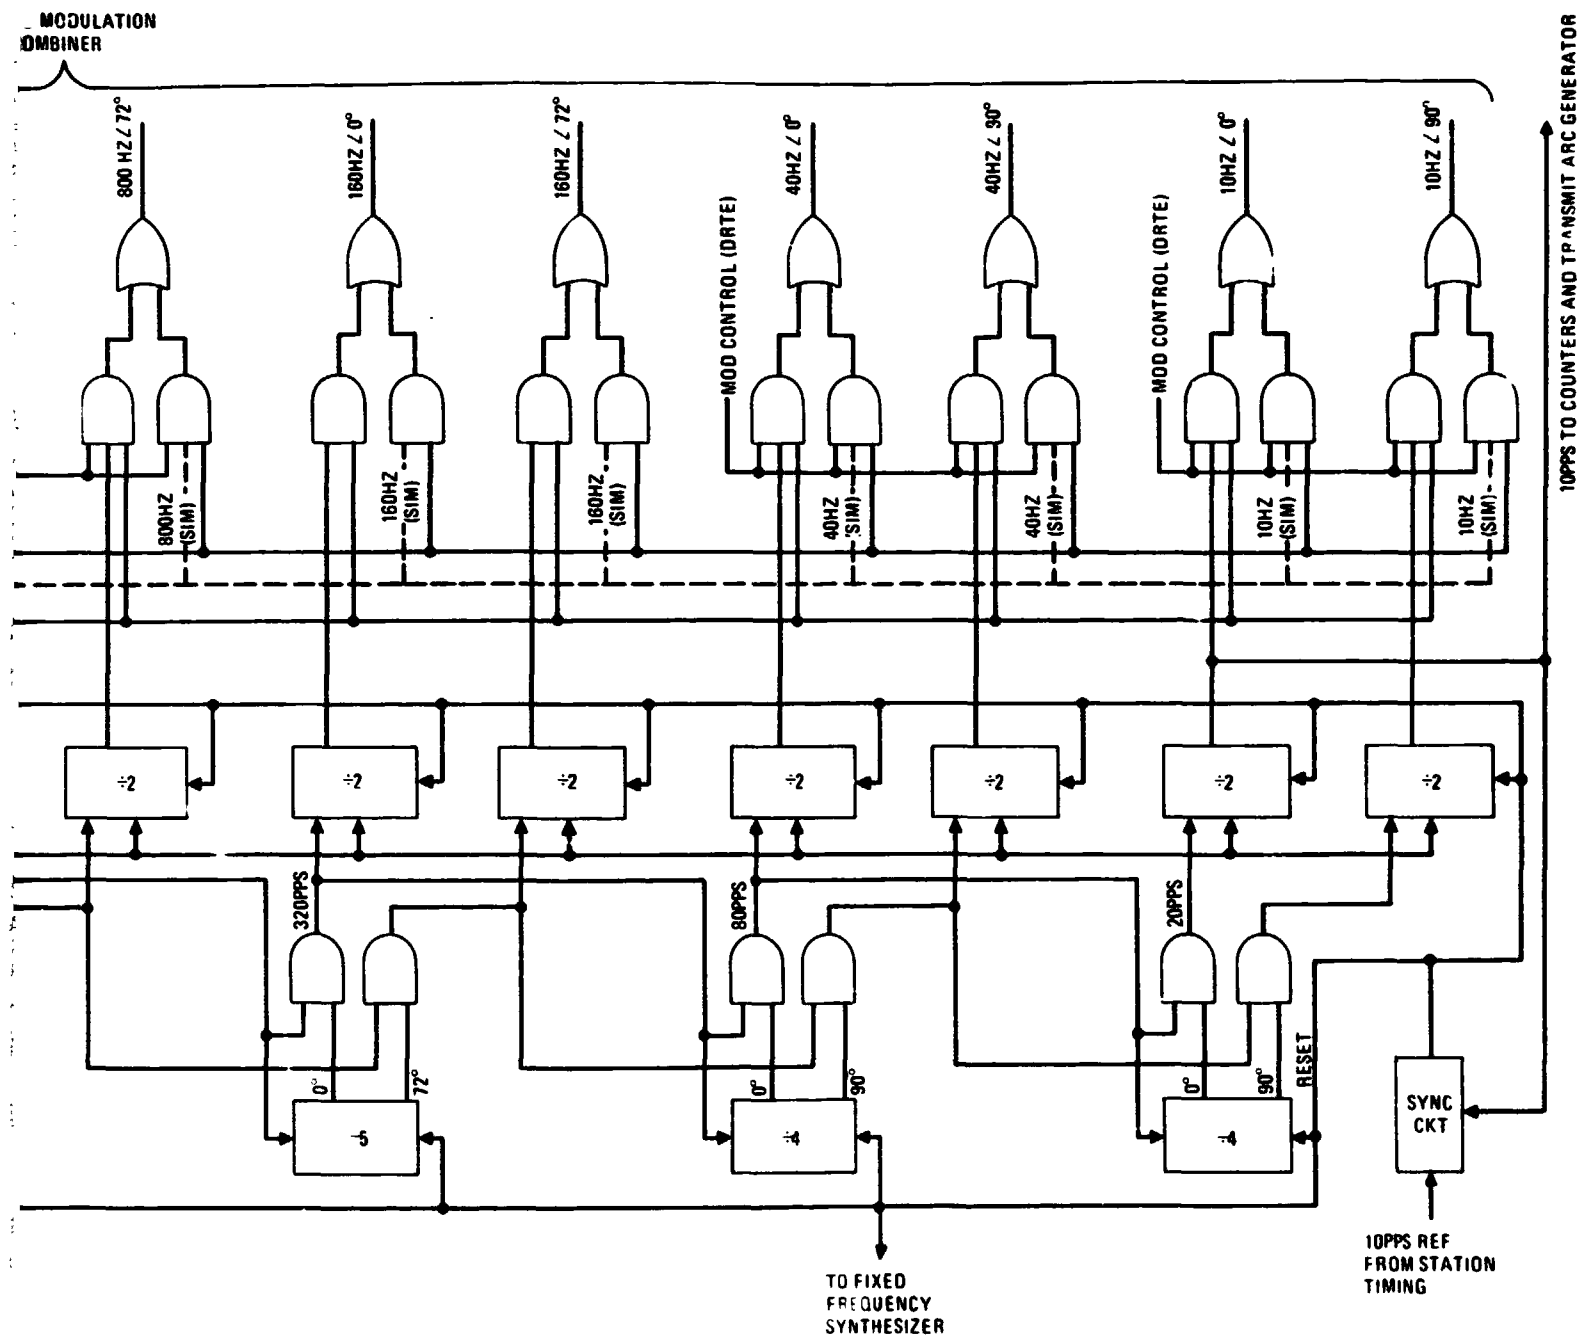 MODULATION
OMBINER
800 HZ ∠ 72°
160HZ ∠ 0°
160HZ ∠ 72°
40HZ ∠ 0°
40HZ ∠ 90°
10HZ ∠ 0°
10HZ ∠ 90°
MOD CONTROL (DRTE)
MOD CONTROL (DRTE)
10PPS TO COUNTERS AND TRANSMIT ARC GENERATOR
800HZ
(SIM)
160HZ
(SIM)
160HZ
(SIM)
40HZ
(SIM)
40HZ
(SIM)
10HZ
(SIM)
10HZ
(SIM)
÷2
÷2
÷2
÷2
÷2
÷2
÷2
320PPS
80PPS
20PPS
0°
72°
0°
90°
0°
90°
RESET
÷5
÷4
÷4
SYNC
CKT
10PPS REF
FROM STATION
TIMING
TO FIXED
FREQUENCY
SYNTHESIZER